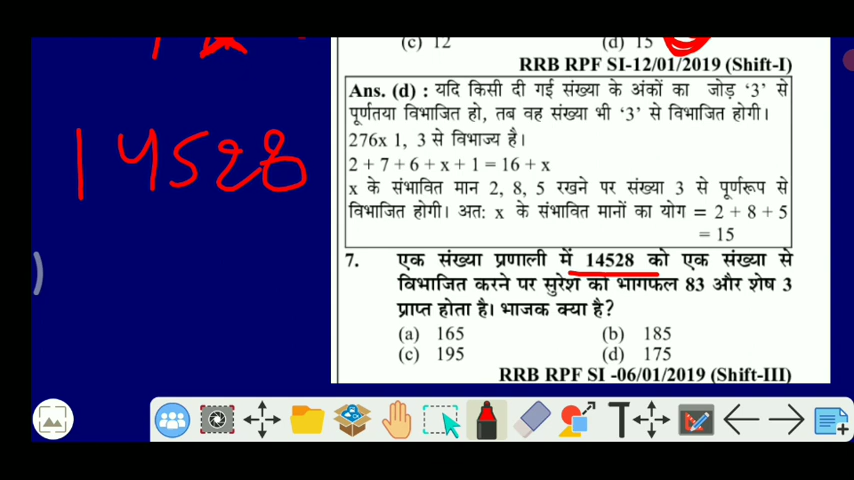 (c) 12 (d) 15
RRB RPF SI-12/01/2019 (Shift-I)
Ans. (d) : यदि किसी दी गई संख्या के अंकों का जोड़ ‘3’ से
पूर्णतया विभाजित हो, तब वह संख्या भी ‘3’ से विभाजित होगी।
276x 1, 3 से विभाज्य है।
2 + 7 + 6 + x + 1 = 16 + x
x के संभावित मान 2, 8, 5 रखने पर संख्या 3 से पूर्णरूप से
विभाजित होगी। अत: x के संभावित मानों का योग = 2 + 8 + 5
= 15
14528
7. एक संख्या प्रणाली में 14528 को एक संख्या से
विभाजित करने पर सुरेश को भागफल 83 और शेष 3
प्राप्त होता है। भाजक क्या है?
(a) 165 (b) 185
(c) 195 (d) 175
RRB RPF SI -06/01/2019 (Shift-III)
T